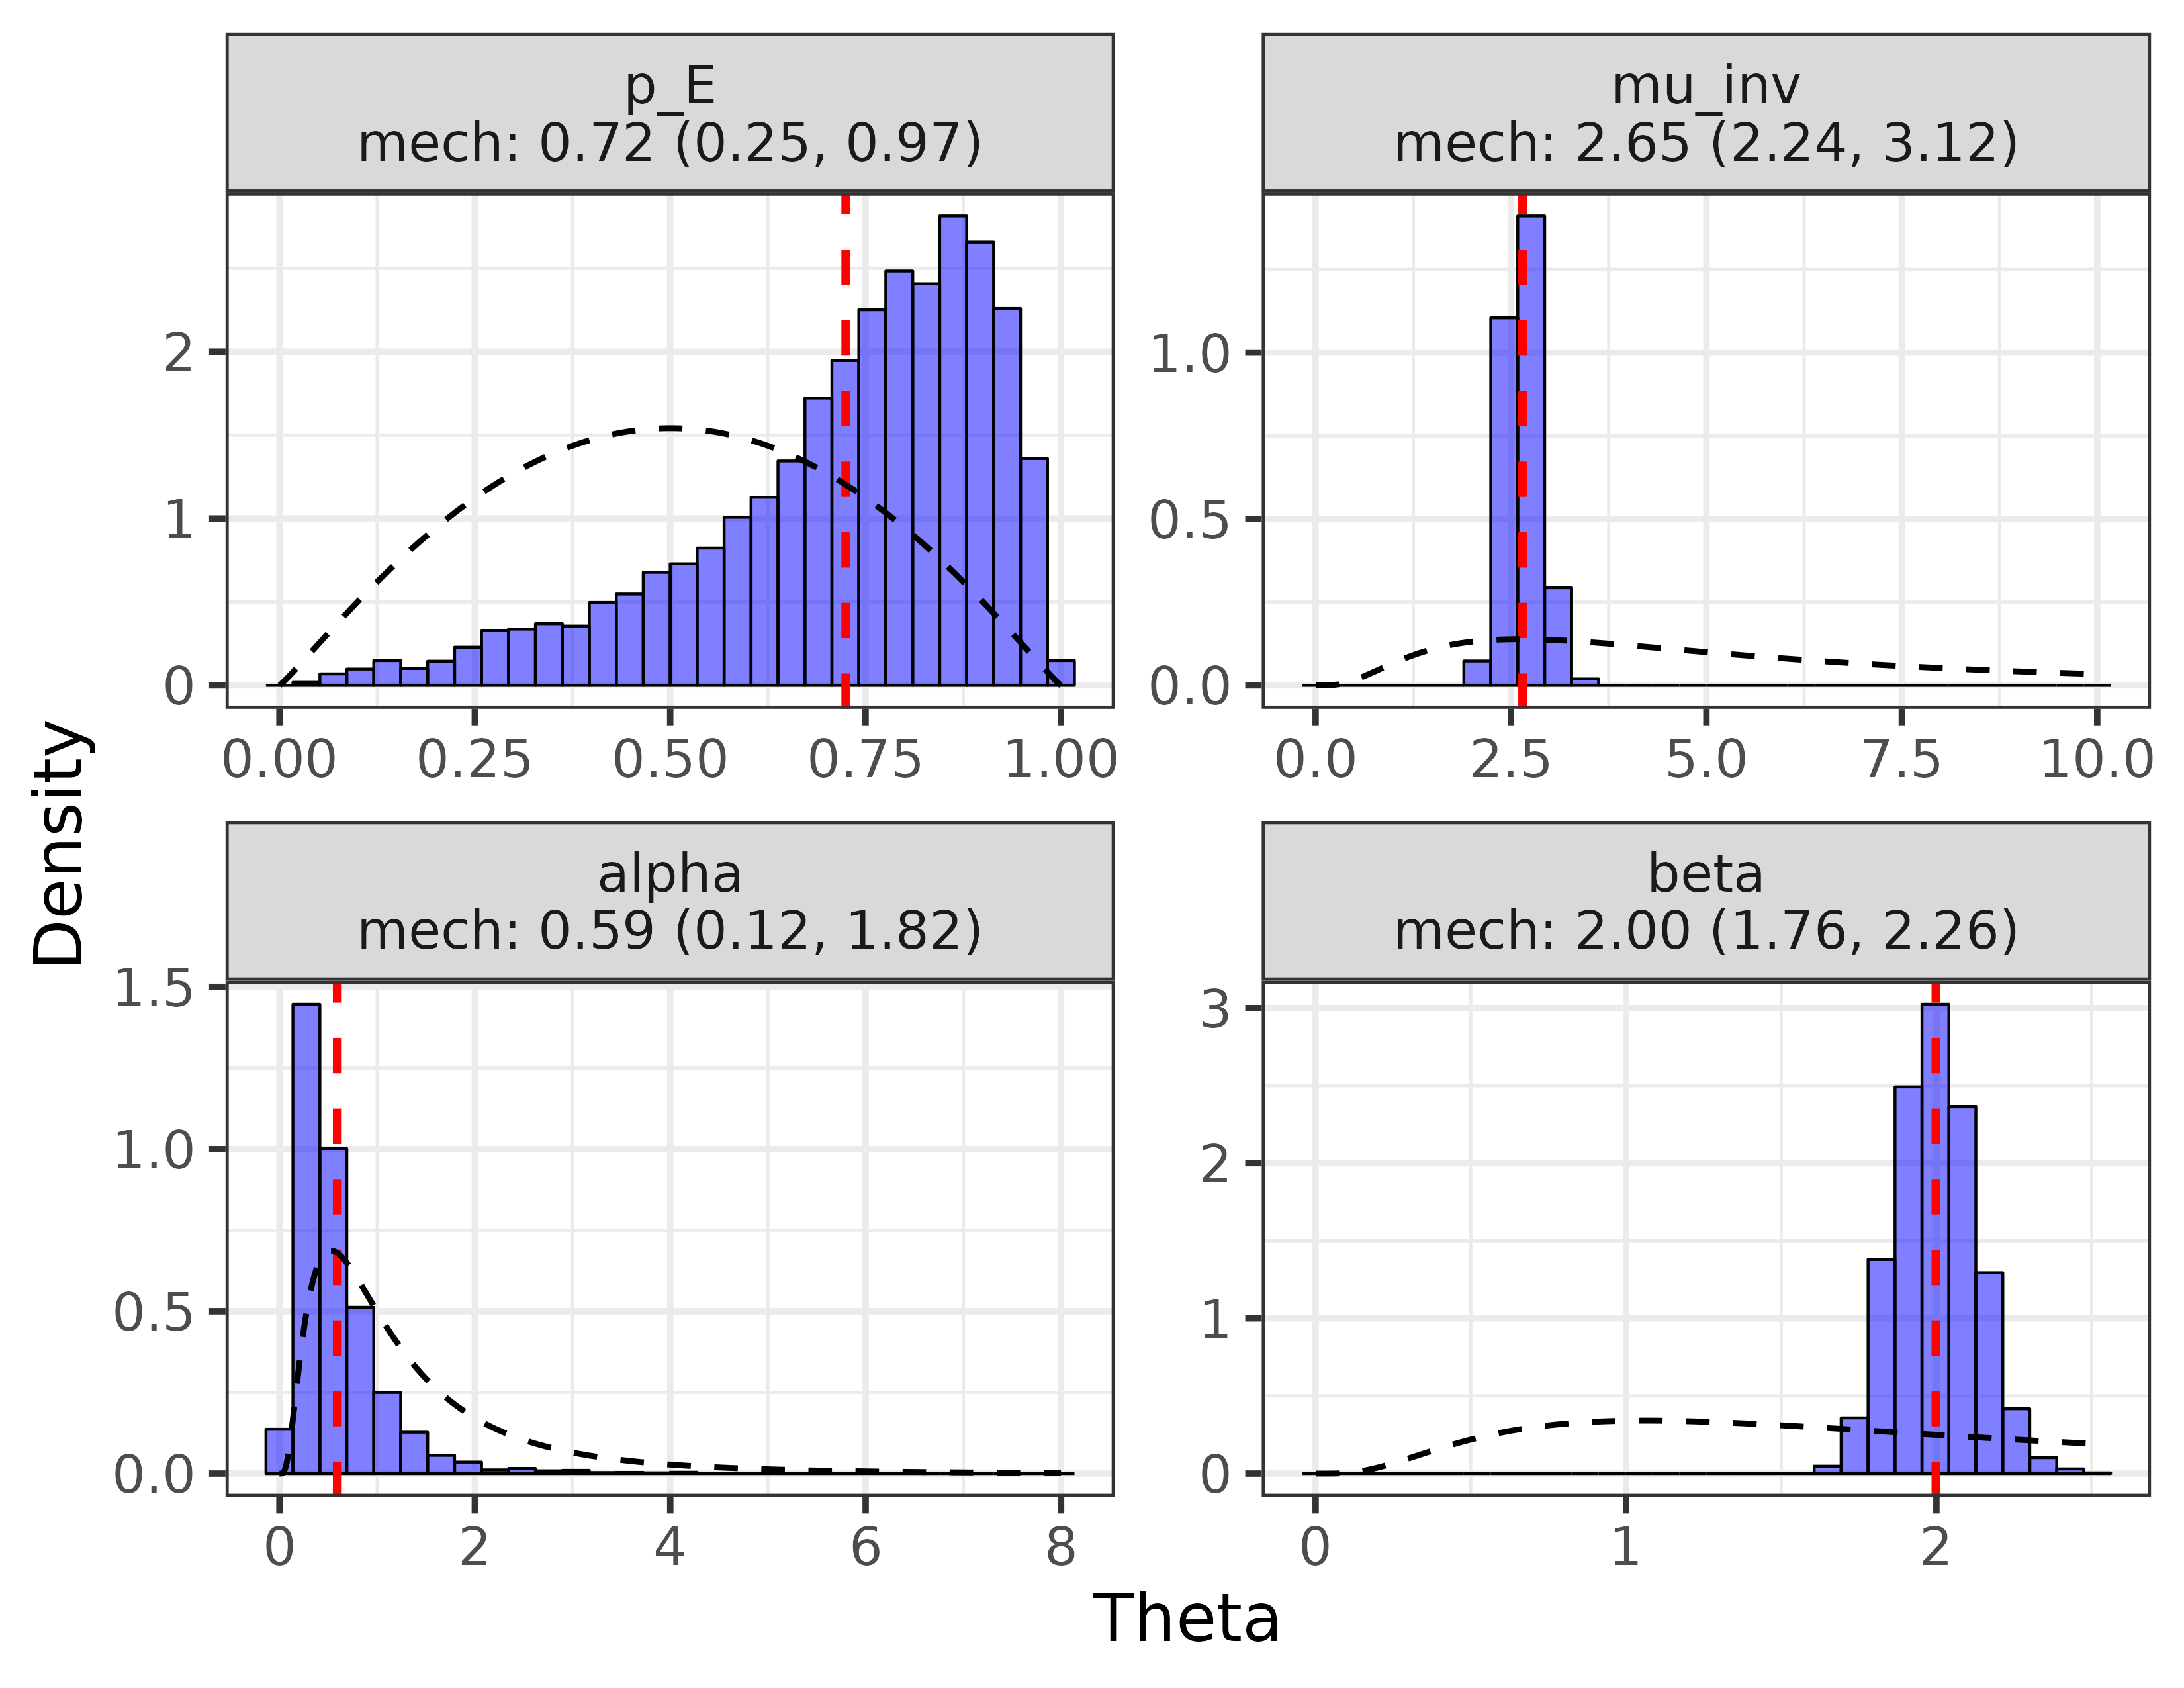 p_E
mech: 0.72 (0.25, 0.97)
mu_inv
mech: 2.65 (2.24, 3.12)
2
1
0
1.0
0.5
0.0
0.00 0.25 0.50 0.75 1.00
0.0 2.5 5.0 7.5 10.0
Density
alpha
mech: 0.59 (0.12, 1.82)
beta
mech: 2.00 (1.76, 2.26)
1.5
1.0
0.5
0.0
3
2
1
0
0 2 4 6 8
0 1 2
Theta